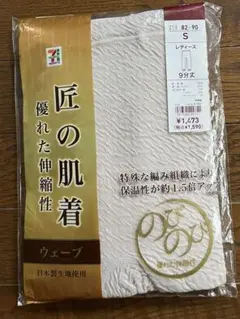 匠の肌着
優れた伸縮性
ウェーブ
日本製生地使用
82-90
S
レディース
9分丈
¥1,473
特殊な編み組織により
保温性が約1.5倍アッ
のびのび